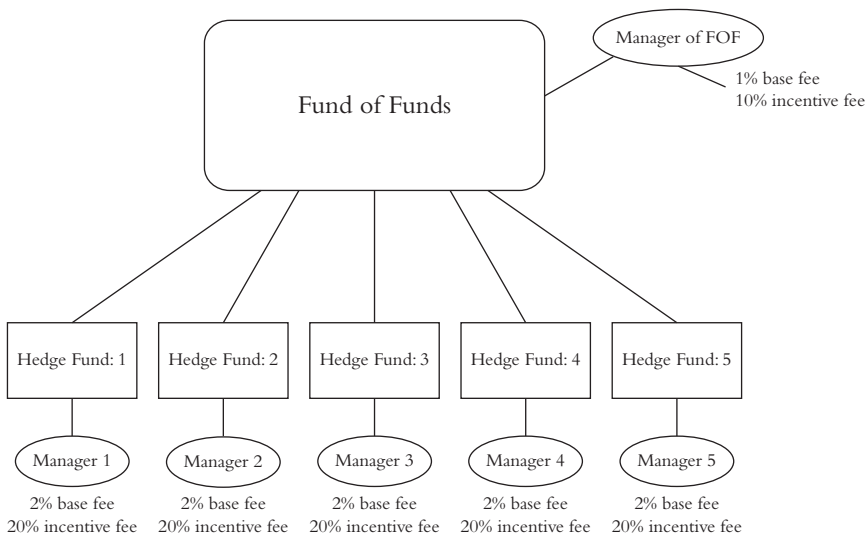 Manager of FOF
1% base fee
10% incentive fee
Fund of Funds
Hedge Fund: 1
Hedge Fund: 2
Hedge Fund: 3
Hedge Fund: 4
Hedge Fund: 5
Manager 1
Manager 2
Manager 3
Manager 4
Manager 5
2% base fee
20% incentive fee
2% base fee
20% incentive fee
2% base fee
20% incentive fee
2% base fee
20% incentive fee
2% base fee
20% incentive fee